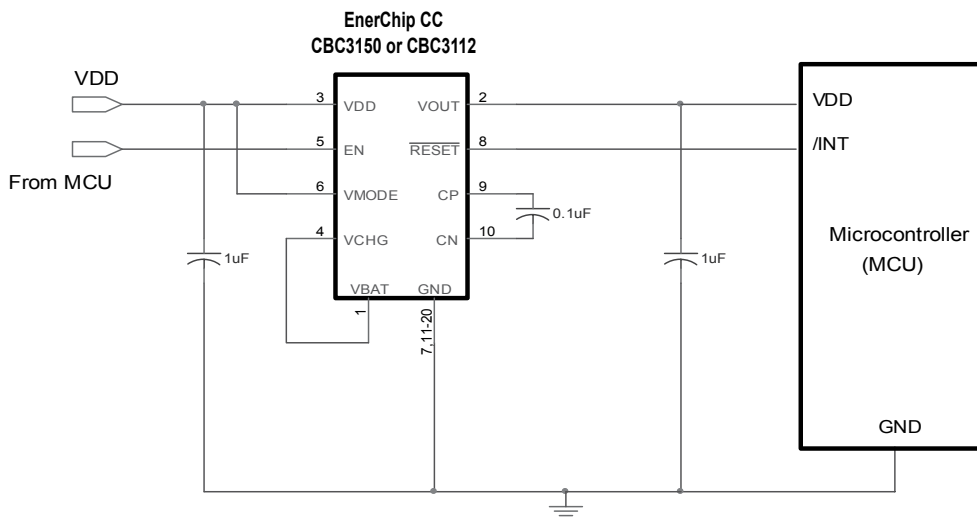 EnerChip CC
CBC3150 or CBC3112
VDD
3
VDD
VOUT
2
VDD
5
EN
RESET
8
/INT
From MCU
6
VMODE
CP
9
0.1uF
4
VCHG
CN
10
1uF
1uF
Microcontroller
(MCU)
VBAT
GND
1
7,11-20
GND